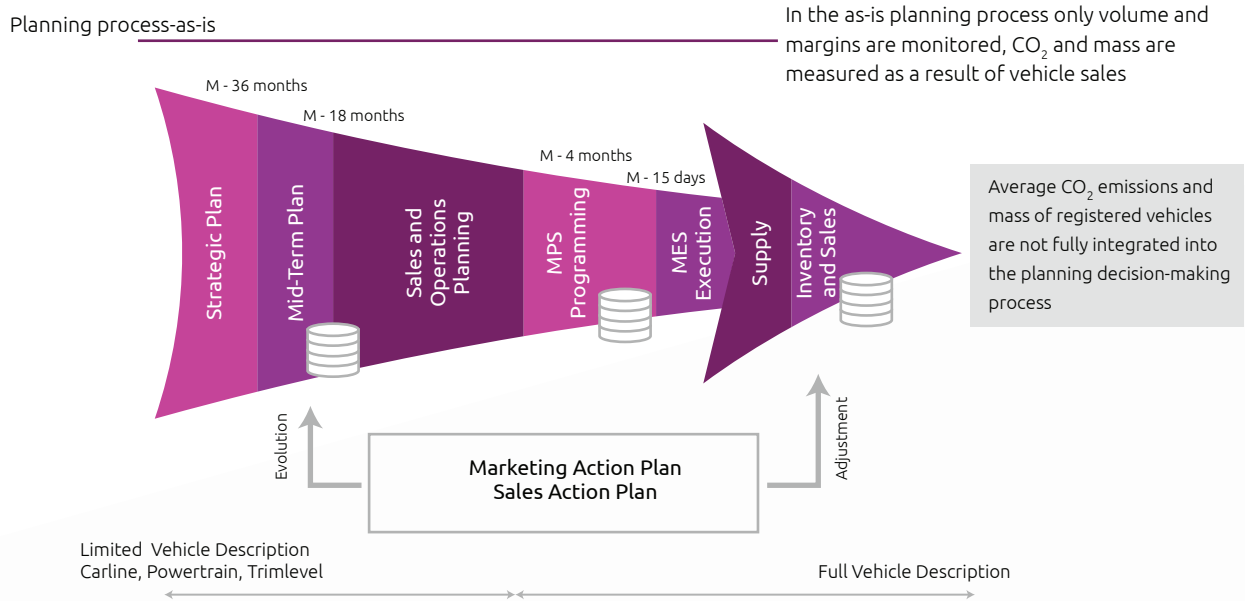 Planning process-as-is
In the as-is planning process only volume and
margins are monitored, CO₂ and mass are
measured as a result of vehicle sales
M - 36 months
M - 18 months
M - 4 months
M - 15 days
Strategic Plan
Mid-Term Plan
Sales and
Operations
Planning
MPS
Programming
MES
Execution
Supply
Inventory
and Sales
Average CO₂ emissions and
mass of registered vehicles
are not fully integrated into
the planning decision-making
process
Evolution
Marketing Action Plan
Sales Action Plan
Adjustment
Limited Vehicle Description
Carline, Powertrain, Trimlevel
Full Vehicle Description